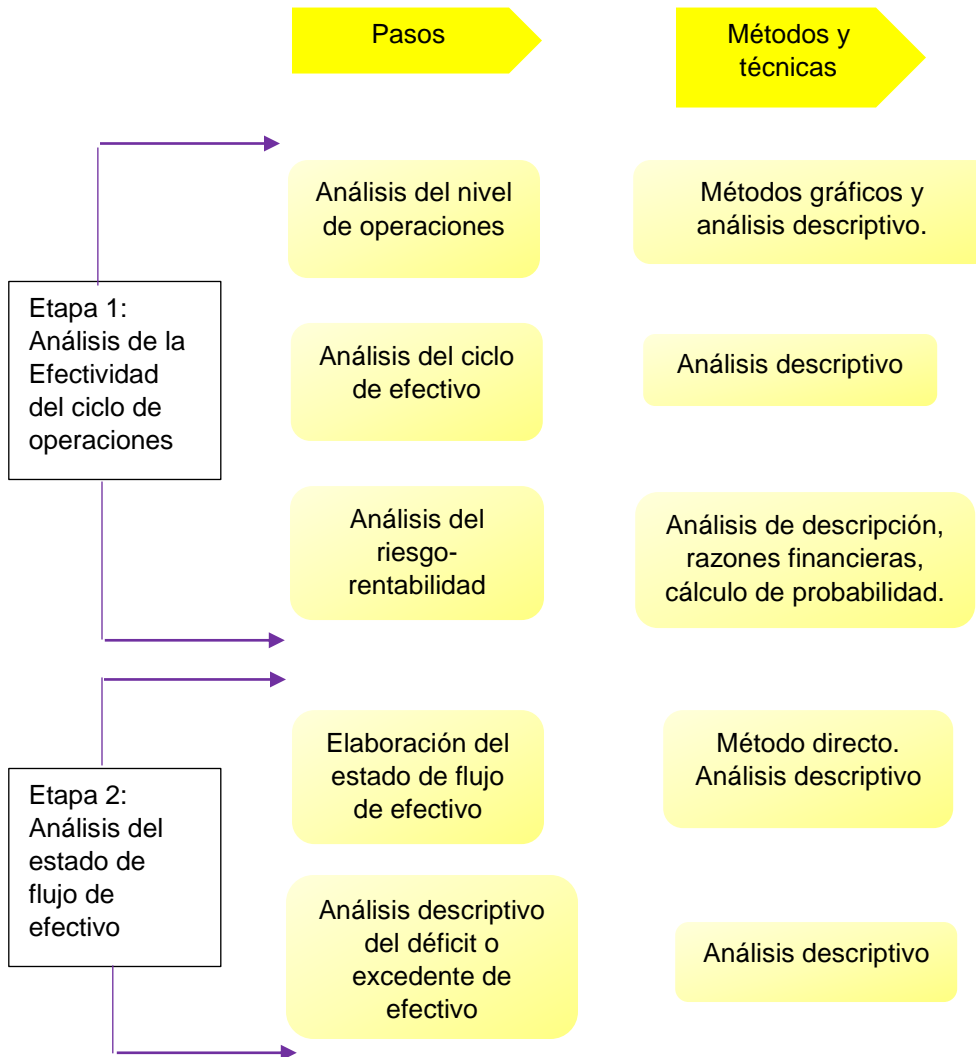 Pasos
Métodos y
técnicas
Análisis del nivel
de operaciones
Métodos gráficos y
análisis descriptivo.
Etapa 1:
Análisis de la
Efectividad
del ciclo de
operaciones
Análisis del ciclo
de efectivo
Análisis descriptivo
Análisis del
riesgo-
rentabilidad
Análisis de descripción,
razones financieras,
cálculo de probabilidad.
Etapa 2:
Análisis del
estado de
flujo de
efectivo
Elaboración del
estado de flujo
de efectivo
Método directo.
Análisis descriptivo
Análisis descriptivo
del déficit o
excedente de
efectivo
Análisis descriptivo